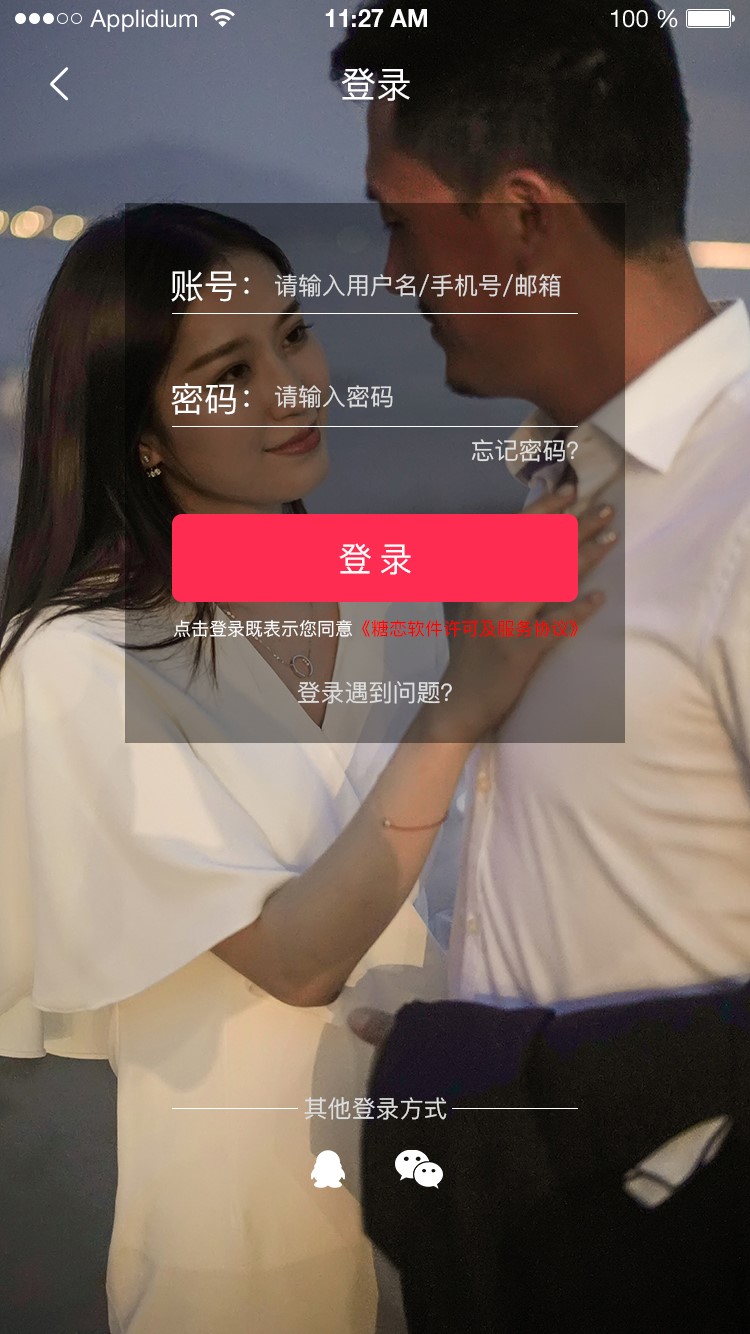 Applidium 11:27 AM 100 %
登录
账号：请输入用户名/手机号/邮箱
密码：请输入密码
忘记密码?
登 录
点击登录既表示您同意《糖恋软件许可及服务协议》
登录遇到问题?
其他登录方式